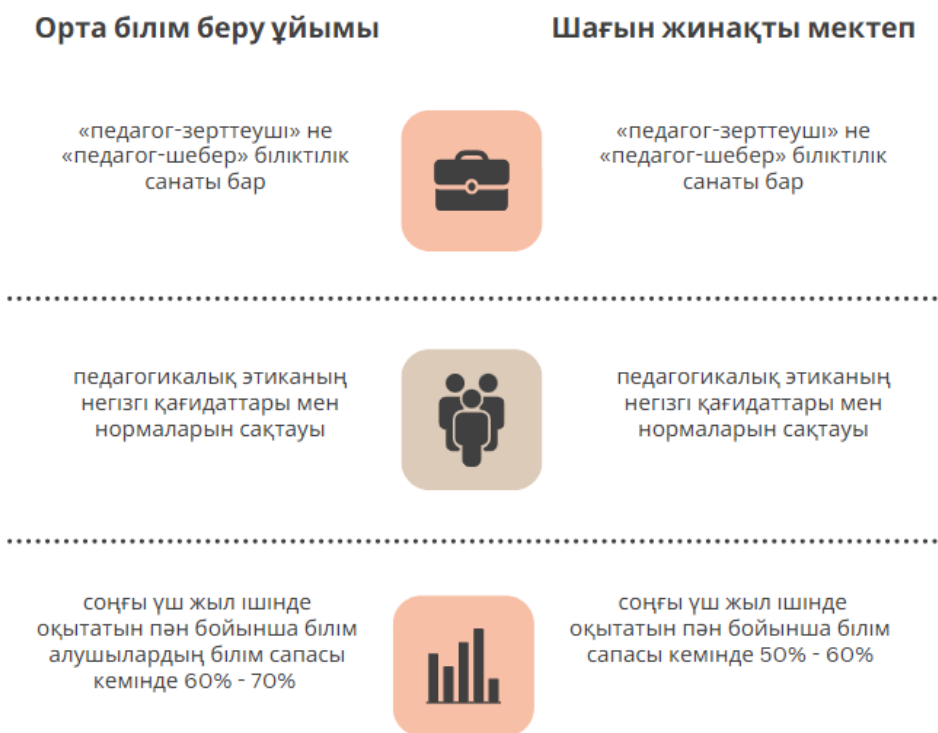 Орта білім беру ұйымы
Шағын жинақты мектеп
«педагог-зерттеуші» не
«педагог-шебер» біліктілік
санаты бар
«педагог-зерттеуші» не
«педагог-шебер» біліктілік
санаты бар
педагогикалық этиканың
негізгі қағидаттары мен
нормаларын сақтауы
педагогикалық этиканың
негізгі қағидаттары мен
нормаларын сақтауы
соңғы үш жыл ішінде
оқытатын пән бойынша білім
алушылардың білім сапасы
кемінде 60% - 70%
соңғы үш жыл ішінде
оқытатын пән бойынша білім
сапасы кемінде 50% - 60%